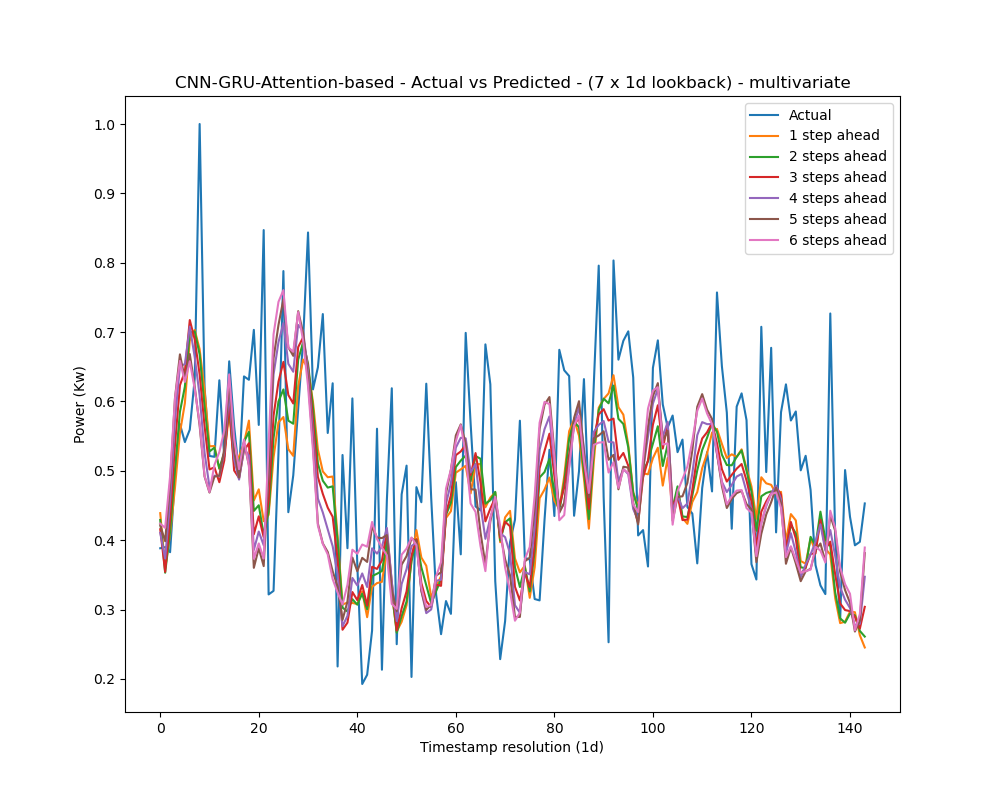 CNN-GRU-Attention-based - Actual vs Predicted - (7 x 1d lookback) - multivariate
Power (Kw)
1.0
0.9
0.8
0.7
0.6
0.5
0.4
0.3
0.2
Actual
1 step ahead
2 steps ahead
3 steps ahead
4 steps ahead
5 steps ahead
6 steps ahead
0 20 40 60 80 100 120 140
Timestamp resolution (1d)